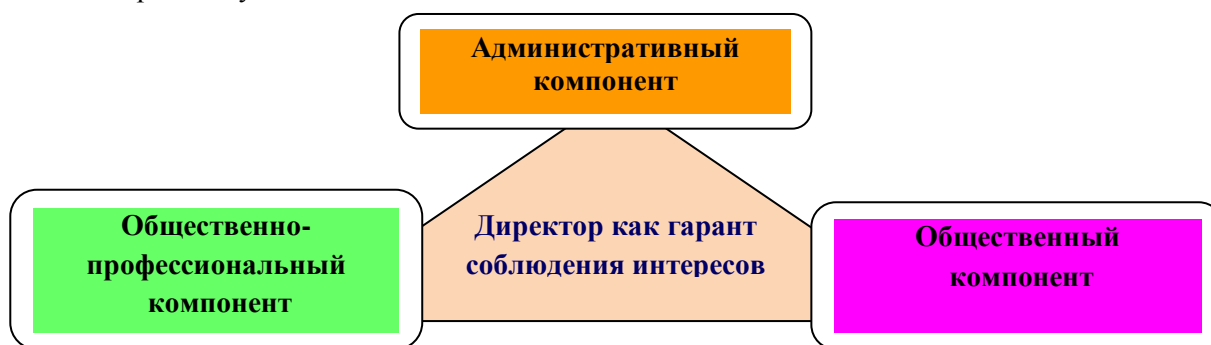 Административный
компонент
Общественно-
профессиональный
компонент
Директор как гарант
соблюдения интересов
Общественный
компонент